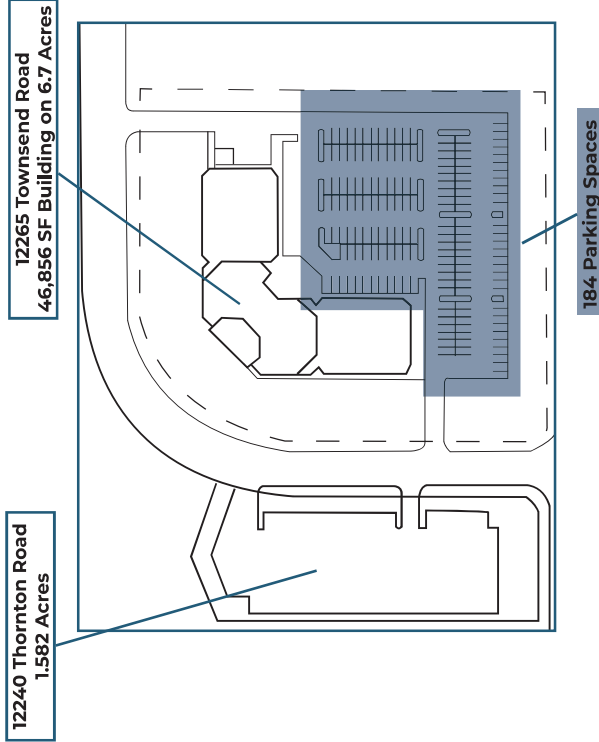 12265 Townsend Road
46,856 SF Building on 6.7 Acres
184 Parking Spaces
12240 Thornton Road
1.582 Acres